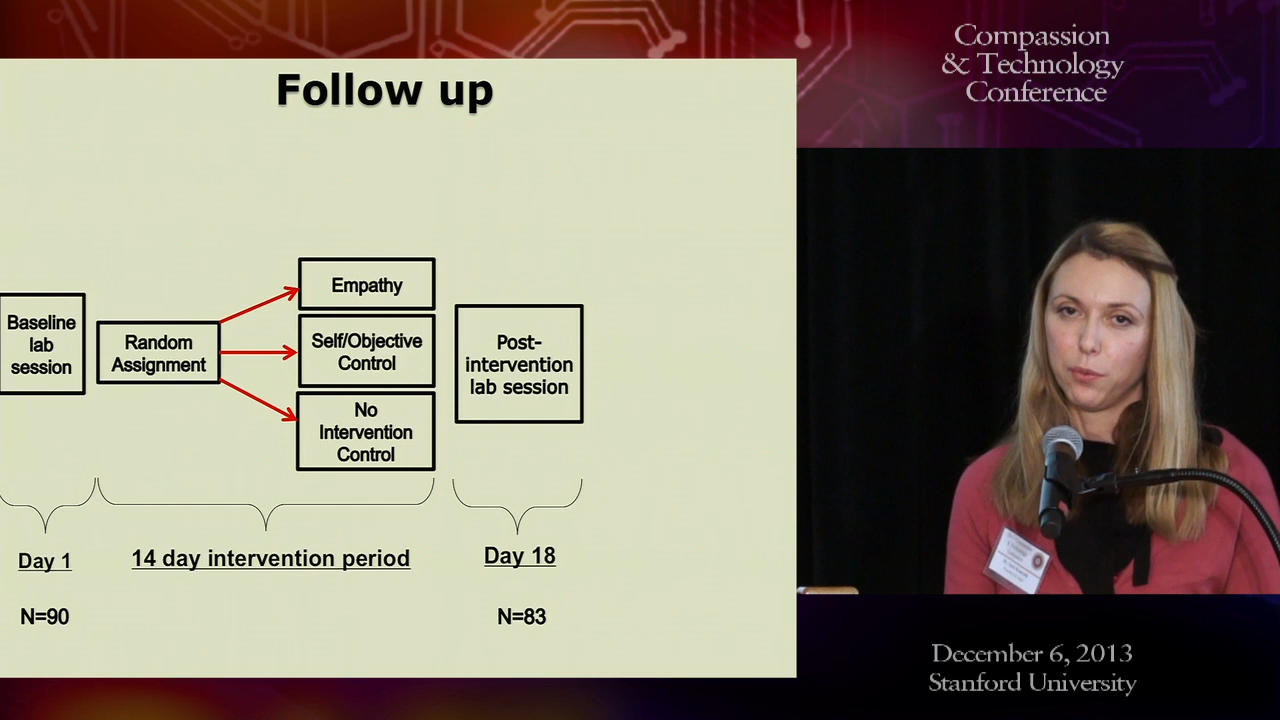 Follow up
Compassion
& Technology
Conference
Baseline
lab
session
Random
Assignment
Empathy
Self/Objective
Control
No
Intervention
Control
Post-
intervention
lab session
Day 1
14 day intervention period
Day 18
N=90
N=83
December 6, 2013
Stanford University